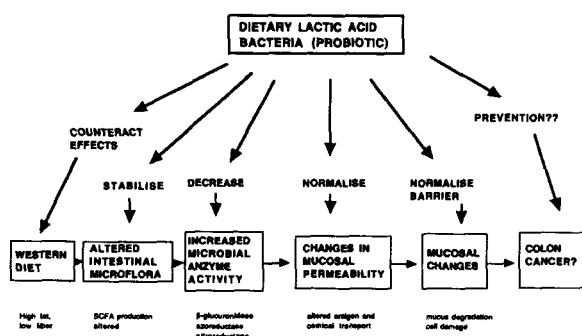 DIETARY LACTIC ACID
BACTERIA (PROBIOTIC)
COUNTERACT
EFFECTS
PREVENTION??
STABILISE
DECREASE
NORMALISE
NORMALISE
BARRIER
WESTERN
DIET
ALTERED
INTESTINAL
MICROFLORA
INCREASED
MICROBIAL
ANZYME
ACTIVITY
CHANGES IN
MUCOSAL
PERMEABILITY
MUCOSAL
CHANGES
COLON
CANCER?
High fat,
low fiber
SCFA production
altered
β-glucuronidase
azoreductase
nitroreductase
altered antigen and
cemical transport
mucus degradation
cell damage